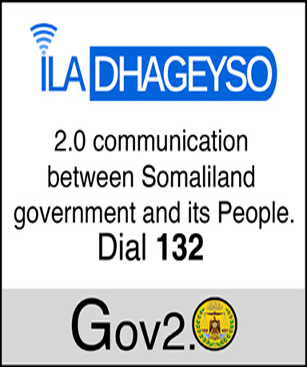 ILA DHAGEYSO
2.0 communication
between Somaliland
government and its People.
Dial 132
Gov2.